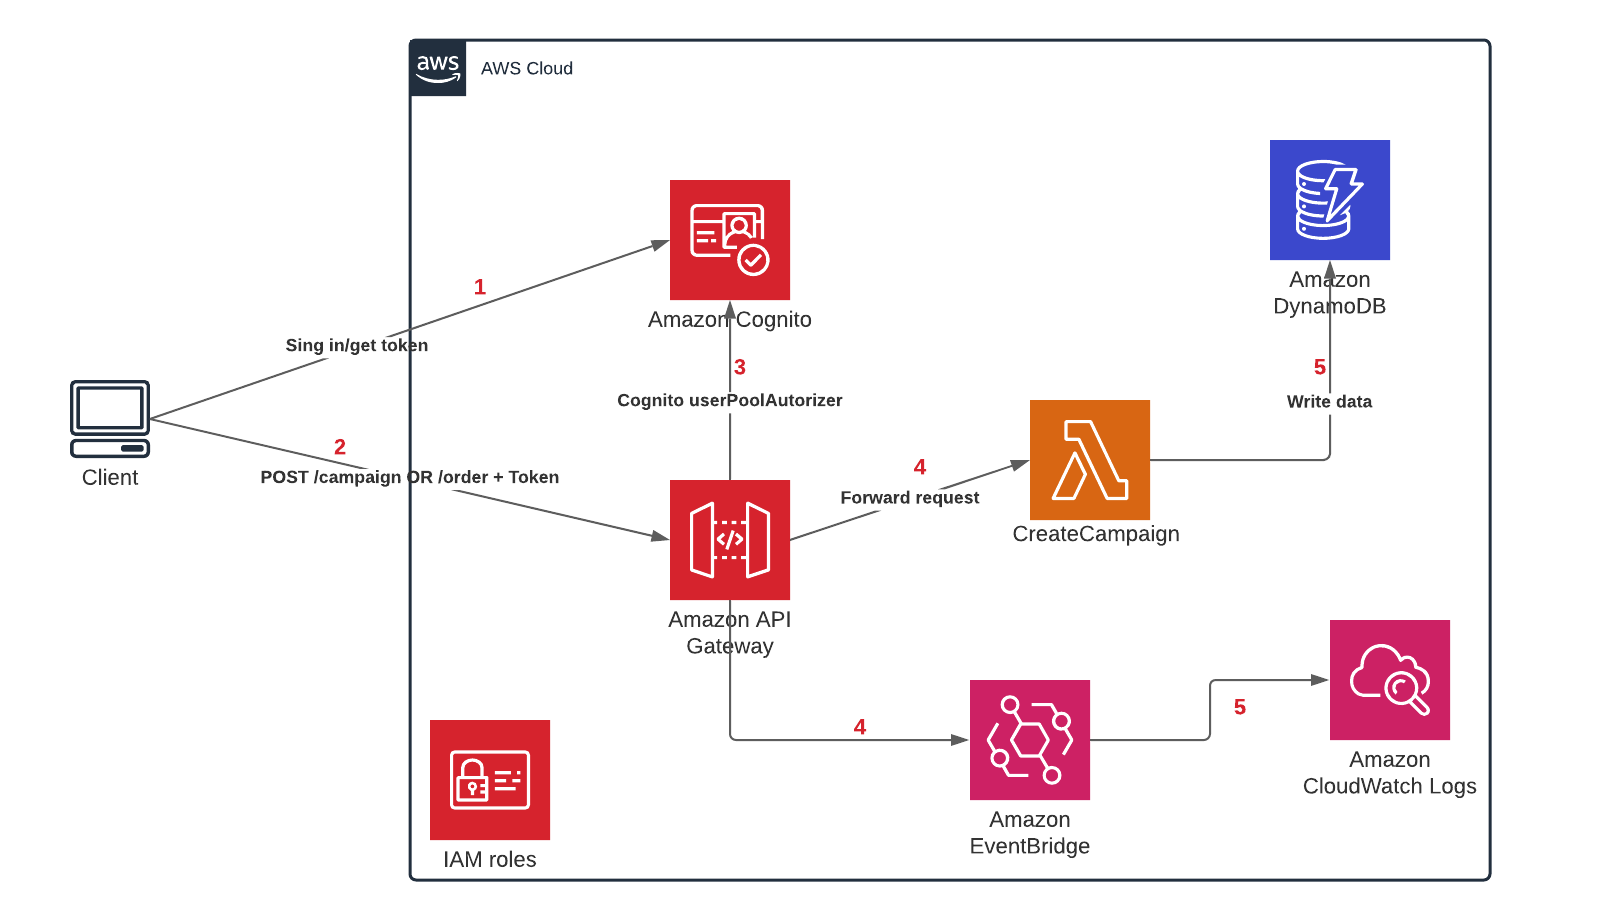 aws
AWS Cloud
1
Sing in/get token
Amazon Cognito
Amazon
DynamoDB
3
5
Cognito userPoolAutorizer
Write data
2
Client
POST /campaign OR /order + Token
4
Forward request
CreateCampaign
</>
Amazon API
Gateway
4
5
Amazon
CloudWatch Logs
Amazon
EventBridge
IAM roles